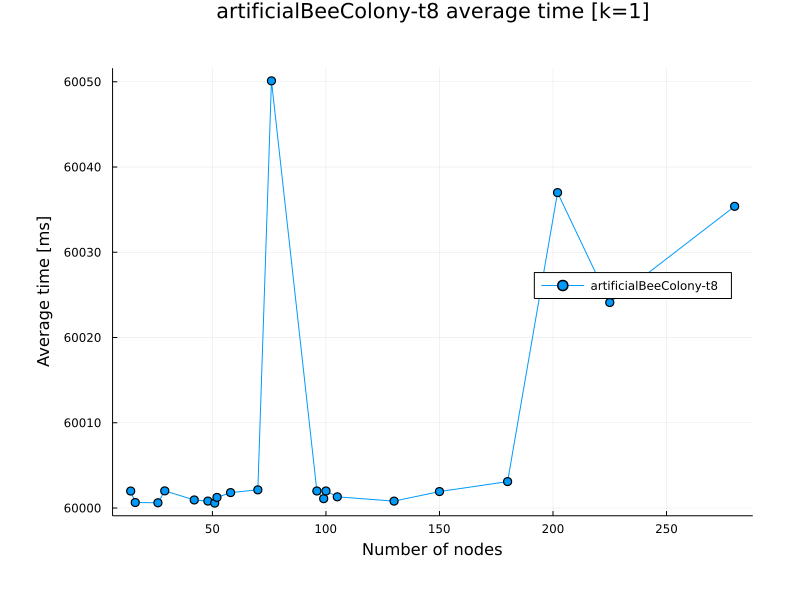 artificialBeeColony-t8 average time [k=1]
60050
60040
60030
60020
60010
60000
Average time [ms]
artificialBeeColony-t8
50
100
150
200
250
Number of nodes